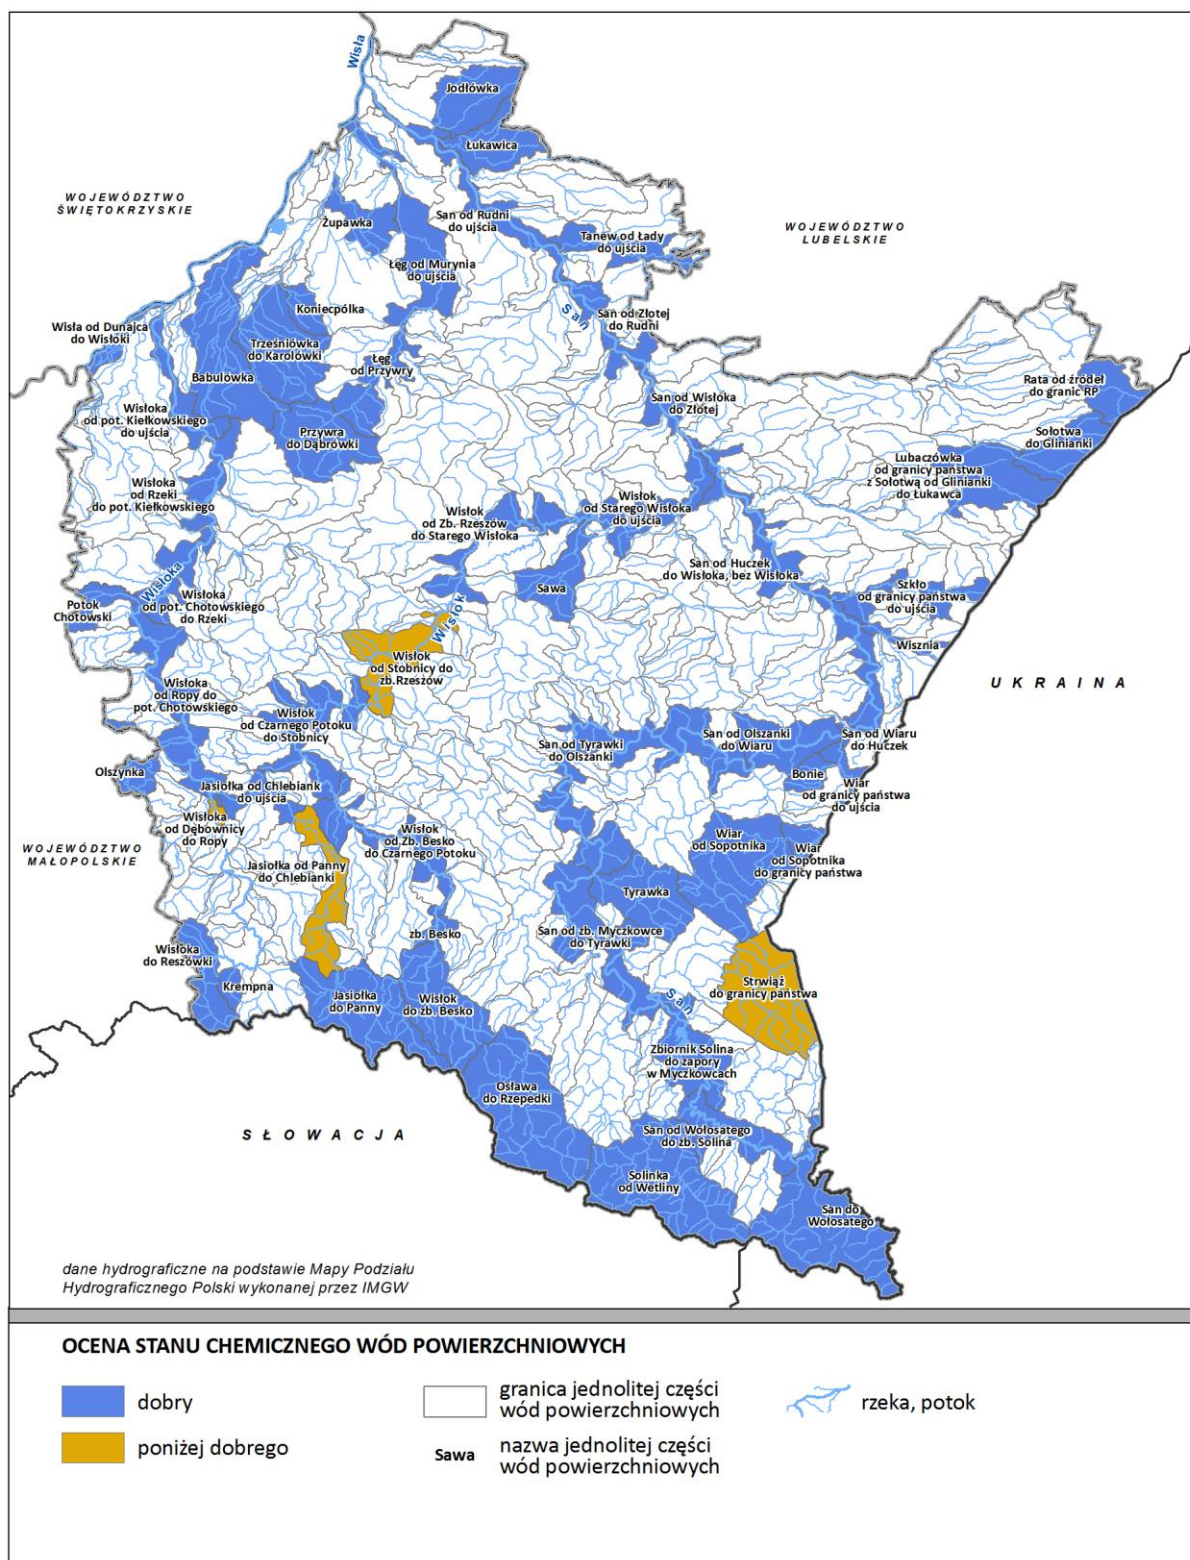 Wisła
Jodłówka
Łukawica
WOJEWÓDZTWO
ŚWIĘTOKRZYSKIE
Żupawka
San od Rudni
do ujścia
Tanew od Łady
do ujścia
WOJEWÓDZTWO
LUBELSKIE
Łęg od Murynia
do ujścia
Koniecpólka
San
San od Złotej
do Rudni
Wisła od Dunajca
do Wisłoki
Trześniówka
do Karolówki
Łęg
od Przywry
Babulówka
Rata od źródeł
do granic RP
Wisłoka
od pot. Kiełkowskiego
do ujścia
San od Wisłoka
do Złotej
Przywra
do Dąbrówki
Sołotwa
do Glinianki
Lubaczówka
od granicy państwa
z Sołotwą od Glinianki
do Łukawca
Wisłoka
od Rzeki
do pot. Kiełkowskiego
Wisłok
od Zb. Rzeszów
do Starego Wisłoka
Wisłok
od Starego Wisłoka
do ujścia
San od Huczek
do Wisłoka, bez Wisłoka
Wisłoka
Wisłoka
od pot. Chotowskiego
do Rzeki
Sawa
Szkło
od granicy państwa
do ujścia
Potok
Chotowski
Wisłok
Wisznia
Wisłok
od Stobnicy do
zb.Rzeszów
UKRAINA
Wisłoka
od Ropy do
pot. Chotowskiego
Wisłok
od Czarnego Potoku
do Stobnicy
San od Tyrawki
do Olszanki
San od Olszanki
do Wiaru
San od Wiaru
do Huczek
Olszynka
Jasiołka od Chlebiank
do ujścia
Bonie
Wiar
od granicy państwa
do ujścia
Wisłoka
od Dębownicy
do Ropy
Wisłok
od Zb. Besko
do Czarnego Potoku
WOJEWÓDZTWO
MAŁOPOLSKIE
Wiar
od Sopotnika
Wiar
od Sopotnika
do granicy państwa
Jasiołka od Panny
do Chlebianki
Tyrawka
zb. Besko
San od zb. Myczkowce
do Tyrawki
Wisłoka
do Reszówki
Krempna
Jasiołka
do Panny
Wisłok
do zb. Besko
San
Strwiąż
do granicy państwa
Zbiornik Solina
do zapory
w Myczkowcach
Osława
do Rzepedki
SŁOWACJA
San od Wołosatego
do zb. Solina
Solinka
od Wetliny
San do
Wołosatego
dane hydrograficzne na podstawie Mapy Podziału
Hydrograficznego Polski wykonanej przez IMGW
OCENA STANU CHEMICZNEGO WÓD POWIERZCHNIOWYCH
dobry
poniżej dobrego
granica jednolitej części
wód powierzchniowych
Sawa
nazwa jednolitej części
wód powierzchniowych
rzeka, potok